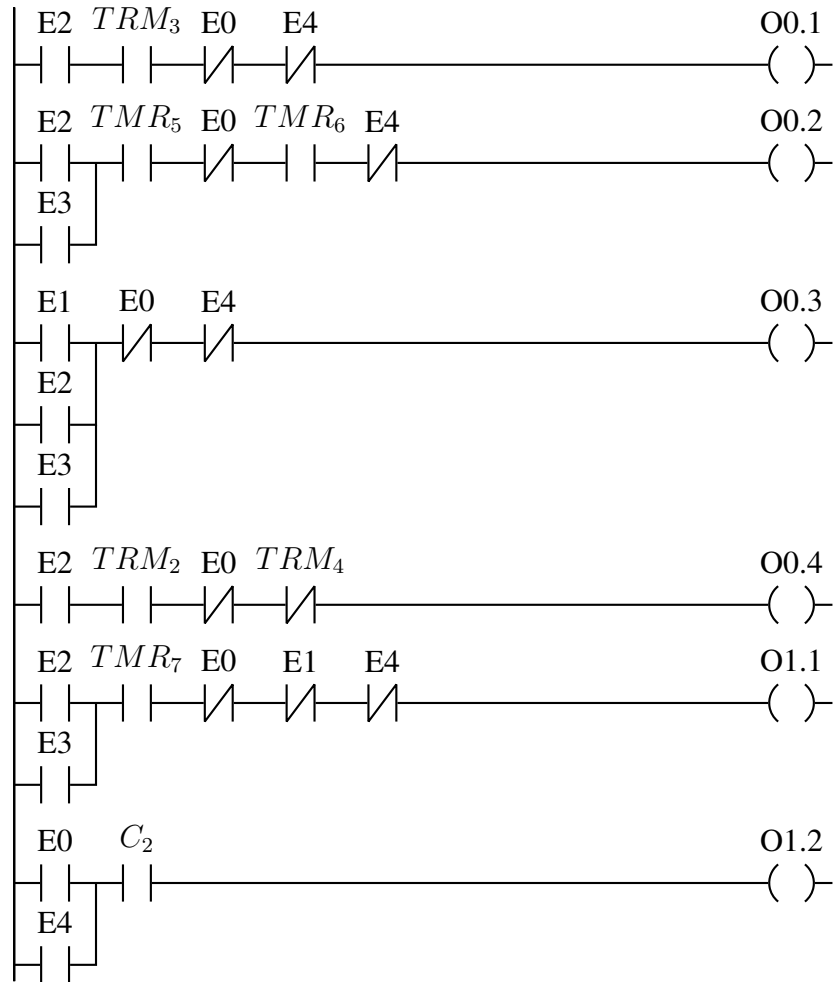 E2 TRM₃ E0 E4 O0.1
E2 TMR₅ E0 TMR₆ E4 O0.2
E3
E1 E0 E4 O0.3
E2
E3
E2 TRM₂ E0 TRM₄ O0.4
E2 TMR₇ E0 E1 E4 O1.1
E3
E0 C₂ O1.2
E4